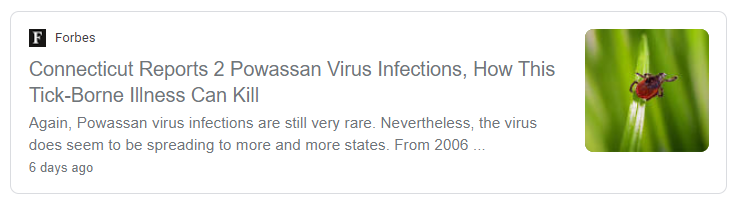 F Forbes
Connecticut Reports 2 Powassan Virus Infections, How This
Tick-Borne Illness Can Kill
Again, Powassan virus infections are still very rare. Nevertheless, the virus
does seem to be spreading to more and more states. From 2006 ...
6 days ago